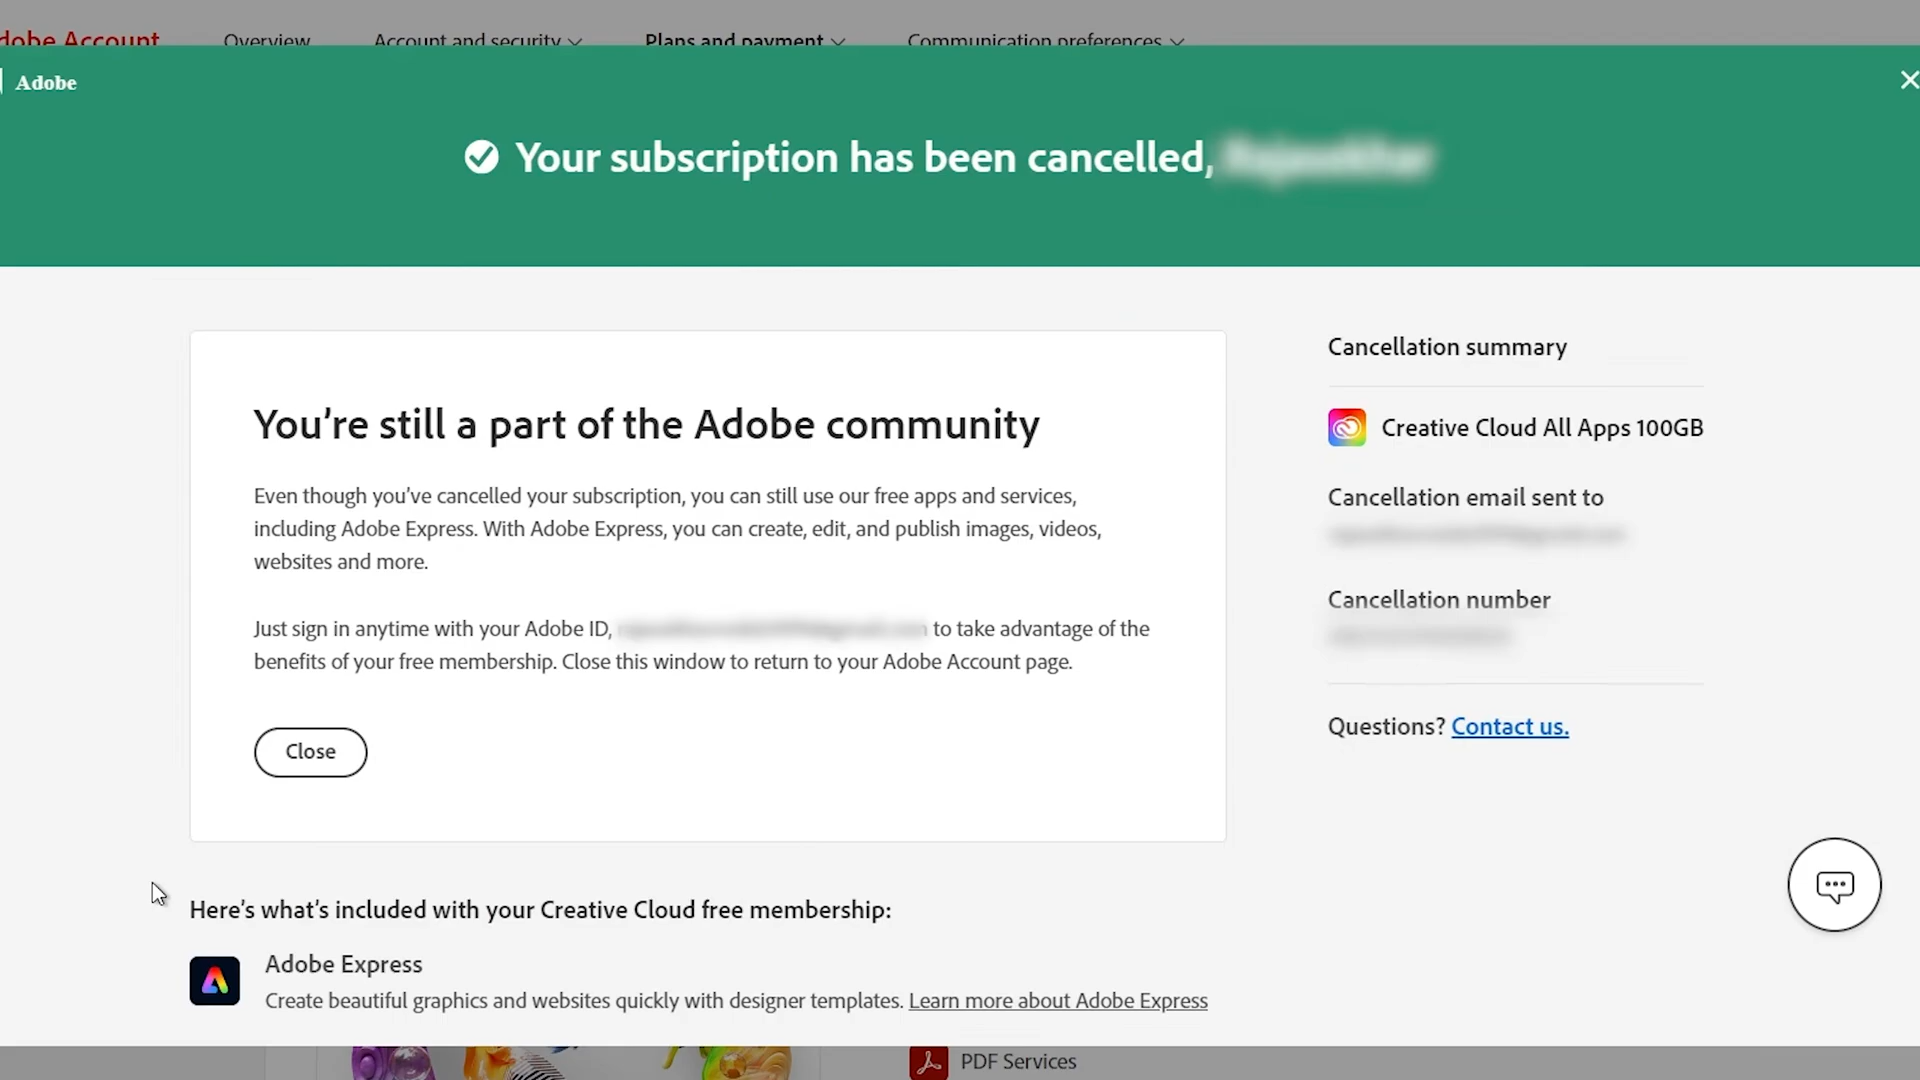 dobe Account
Overview
Account and security
Plans and payment
Communication preferences
Adobe
Your subscription has been cancelled,
You're still a part of the Adobe community
Even though you've cancelled your subscription, you can still use our free apps and services,
including Adobe Express. With Adobe Express, you can create, edit, and publish images, videos,
websites and more.
Just sign in anytime with your Adobe ID, to take advantage of the
benefits of your free membership. Close this window to return to your Adobe Account page.
Close
Cancellation summary
Creative Cloud All Apps 100GB
Cancellation email sent to
Cancellation number
Questions? Contact us.
Here's what's included with your Creative Cloud free membership:
Adobe Express
Create beautiful graphics and websites quickly with designer templates. Learn more about Adobe Express
PDF Services